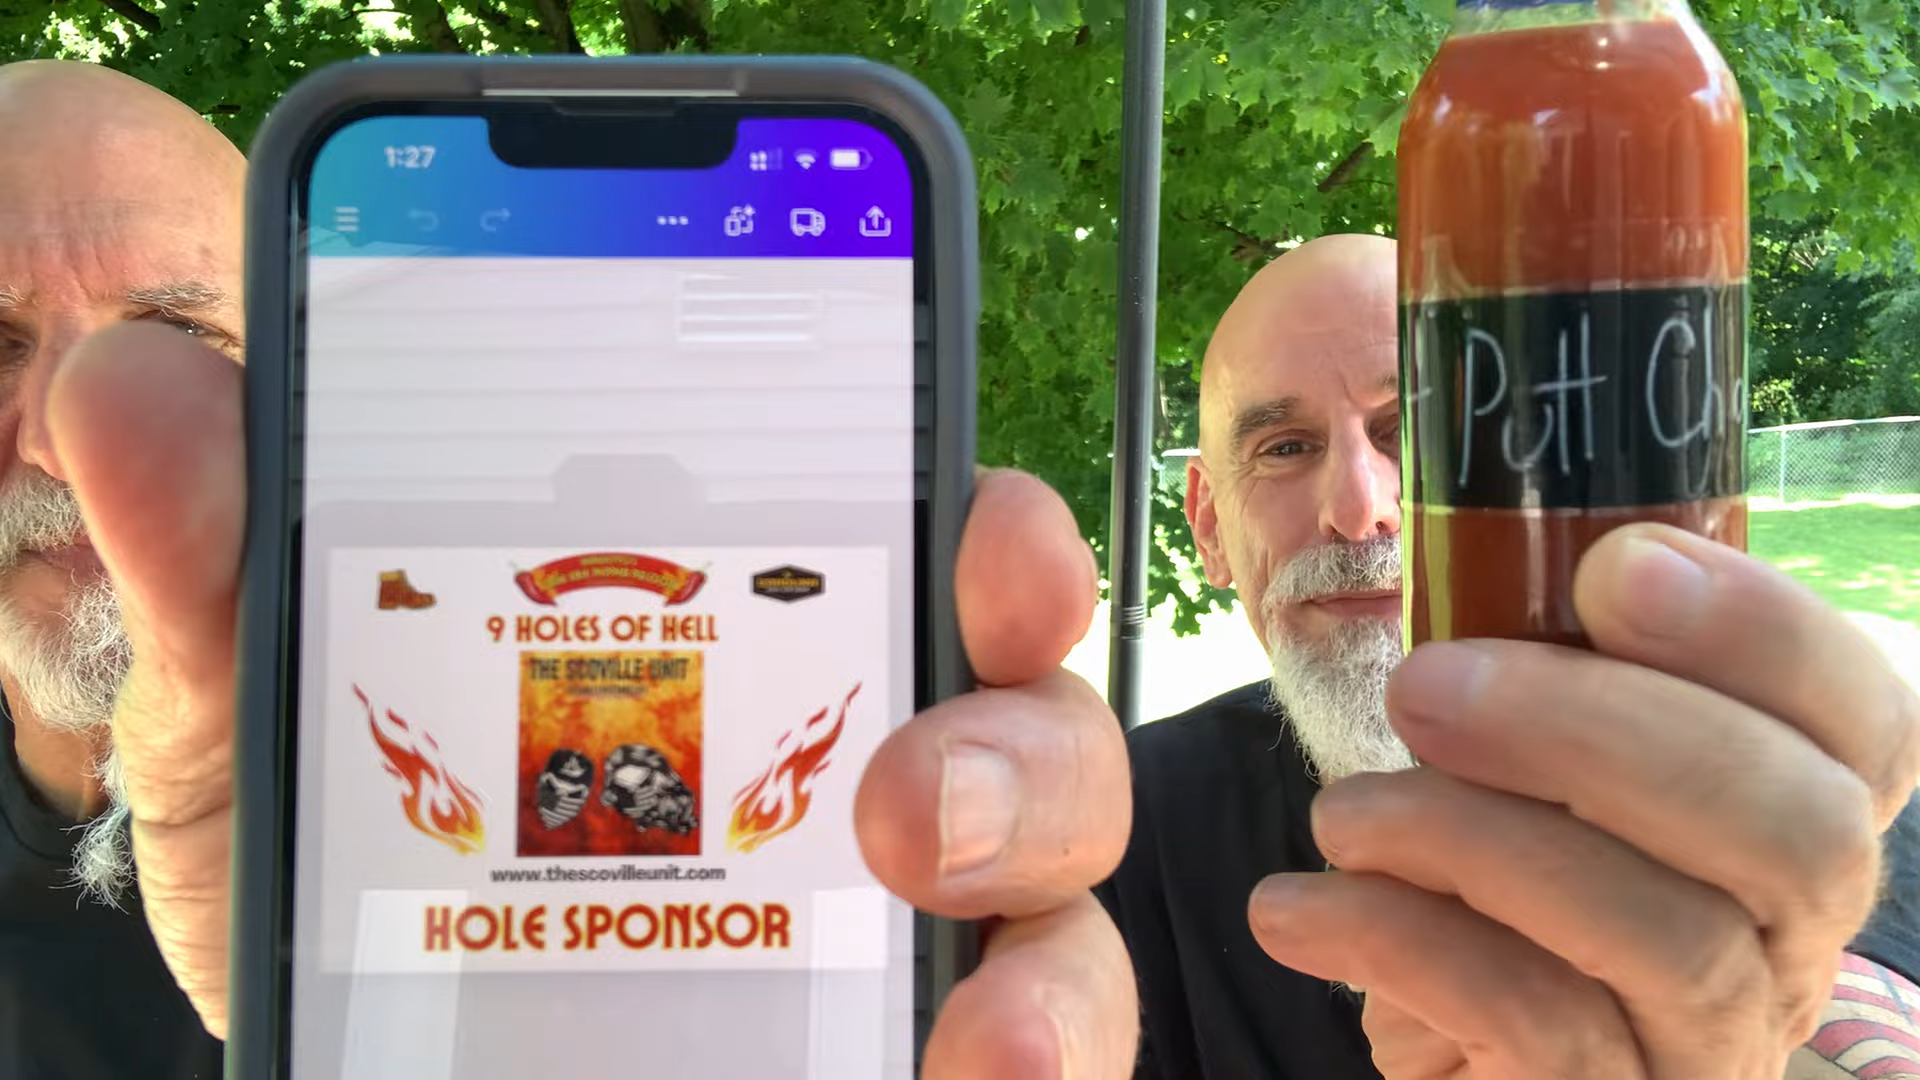 1:27
9 HOLES OF HELL
THE SCOVILLE UNIT
www.thescovilleunit.com
HOLE SPONSOR
Putt